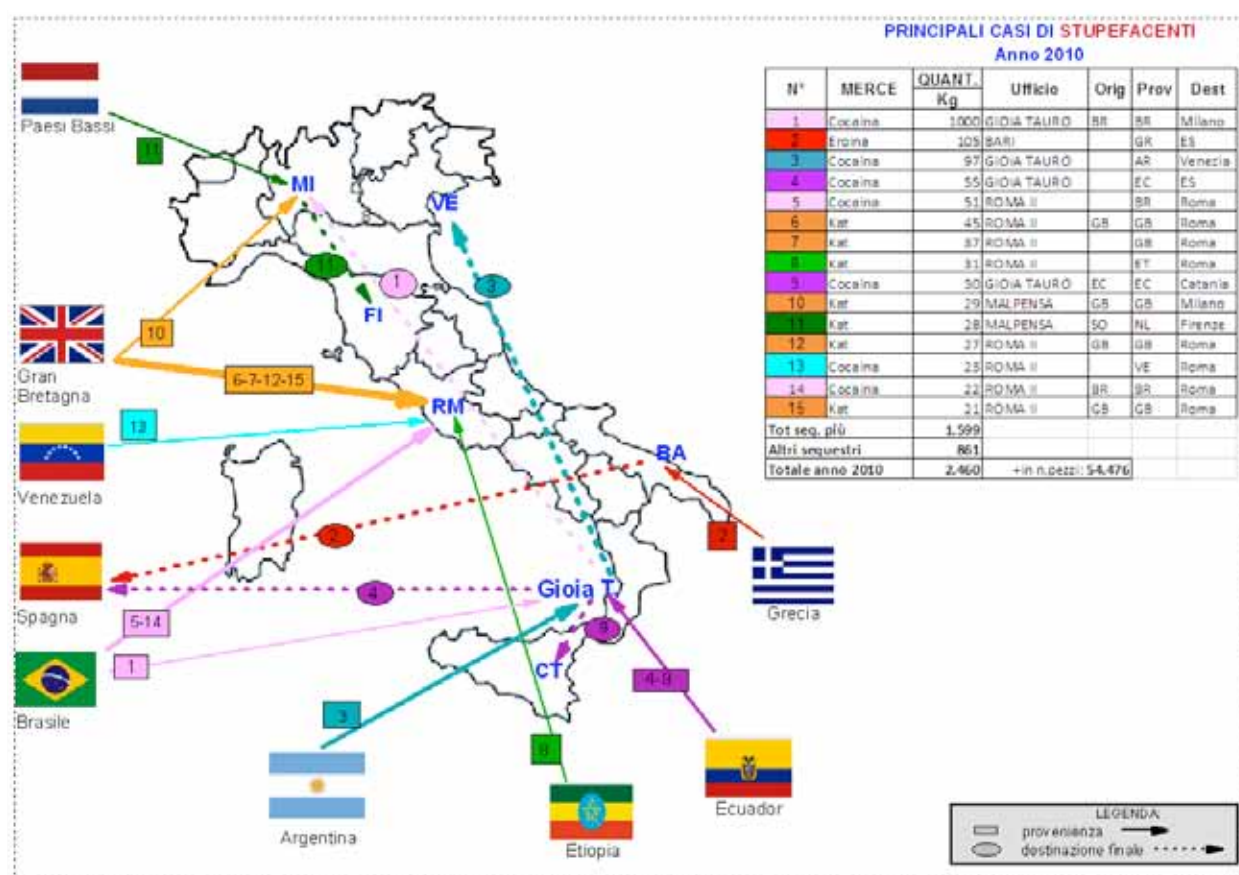 PRINCIPALI CASI DI STUPEFACENTI
Anno 2010
N° MERCE QUANT. Kg Ufficio Orig Prov Dest
1 Cocaina 1000 GIOIA TAURO BR BR Milano
2 Eroina 105 BARI GR ES
3 Cocaina 97 GIOIA TAURO AR Venezia
4 Cocaina 55 GIOIA TAURO EC ES
5 Cocaina 51 ROMA II BR Roma
6 Kat 45 ROMA II GB GB Roma
7 Kat 37 ROMA II GB Roma
8 Kat 31 ROMA II ET Roma
9 Cocaina 30 GIOIA TAURO EC EC Catania
10 Kat 29 MALPENSA GB GB Milano
11 Kat 28 MALPENSA SO NL Firenze
12 Kat 27 ROMA II GB GB Roma
13 Cocaina 23 ROMA II VE Roma
14 Cocaina 22 ROMA II BR BR Roma
15 Kat 21 ROMA II GB GB Roma
Tot seq. più 1.599
Altri sequestri 861
Totale anno 2010 2.460 +in n.pezzi: 54.476
Paesi Bassi
11
MI
VE
11
1
3
FI
10
Gran
Bretagna
6-7-12-15
RM
13
Venezuela
BA
2
2
Spagna
4
Gioia T
Grecia
5-14
9
1
CT
4-9
Brasile
3
8
Argentina
Etiopia
Ecuador
LEGENDA
provenienza
destinazione finale